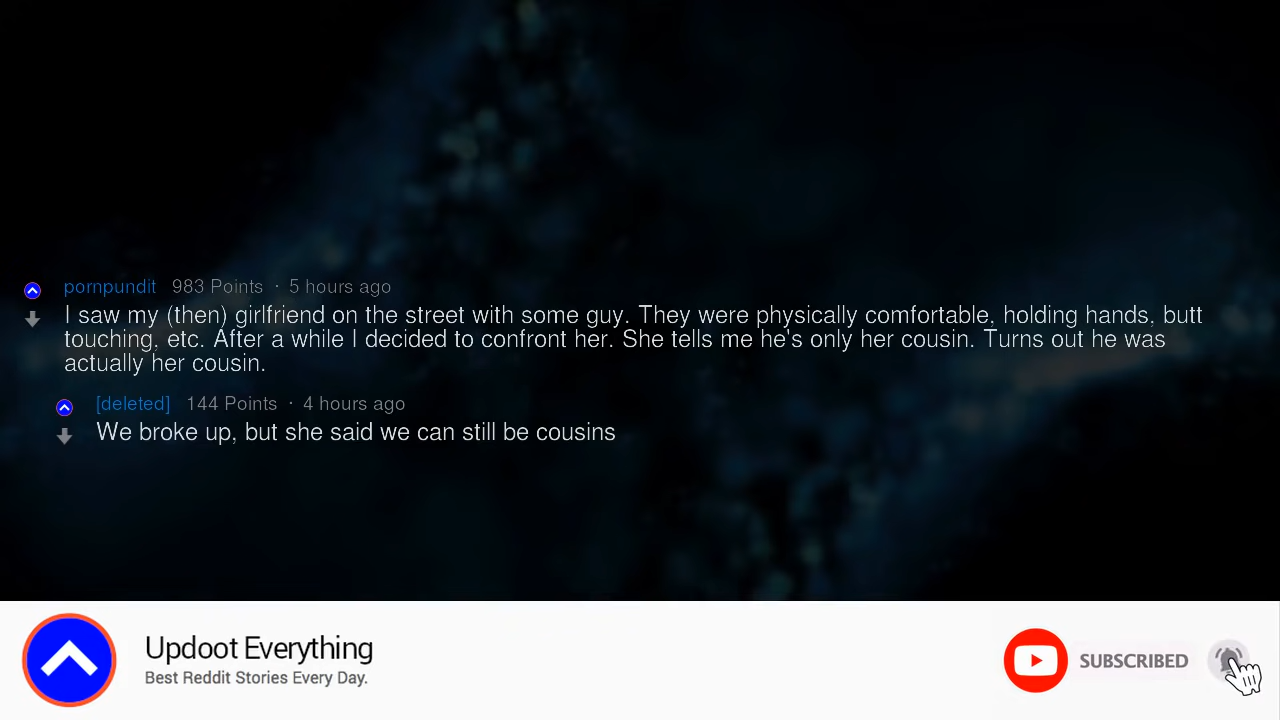 pornpundit 983 Points · 5 hours ago
I saw my (then) girlfriend on the street with some guy. They were physically comfortable, holding hands, butt
touching, etc. After a while I decided to confront her. She tells me he's only her cousin. Turns out he was
actually her cousin.
[deleted] 144 Points · 4 hours ago
We broke up, but she said we can still be cousins
Updoot Everything
Best Reddit Stories Every Day.
SUBSCRIBED